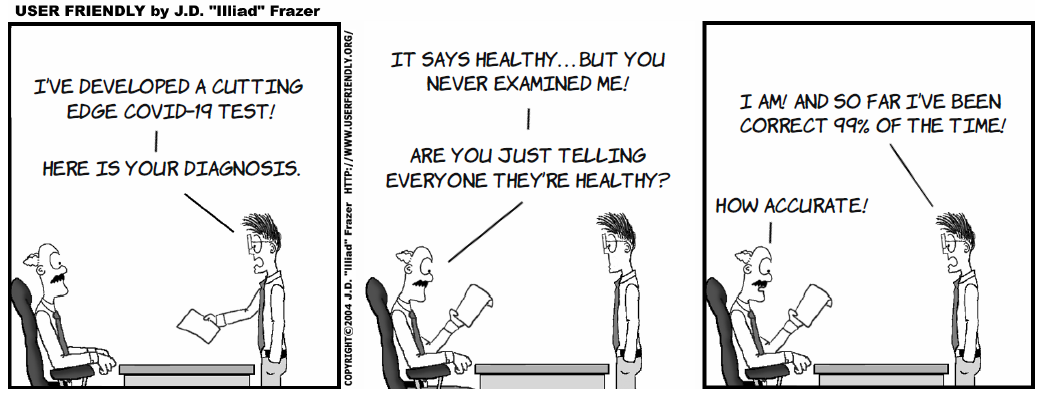 USER FRIENDLY by J.D. "Illiad" Frazer
I'VE DEVELOPED A CUTTING
EDGE COVID-19 TEST!
HERE IS YOUR DIAGNOSIS.
COPYRIGHT©2004 J.D. "Illiad" Frazer HTTP://WWW.USERFRIENDLY.ORG/
IT SAYS HEALTHY...BUT YOU
NEVER EXAMINED ME!
ARE YOU JUST TELLING
EVERYONE THEY'RE HEALTHY?
I AM! AND SO FAR I'VE BEEN
CORRECT 99% OF THE TIME!
HOW ACCURATE!